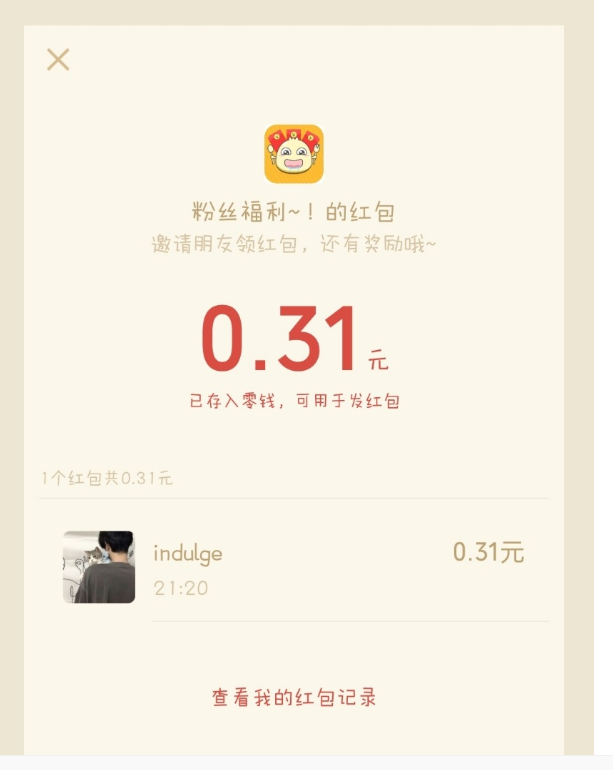 粉丝福利~！的红包
邀请朋友领红包，还有奖励哦~
0.31元
已存入零钱，可用于发红包
1个红包共0.31元
indulge 0.31元
21:20
查看我的红包记录